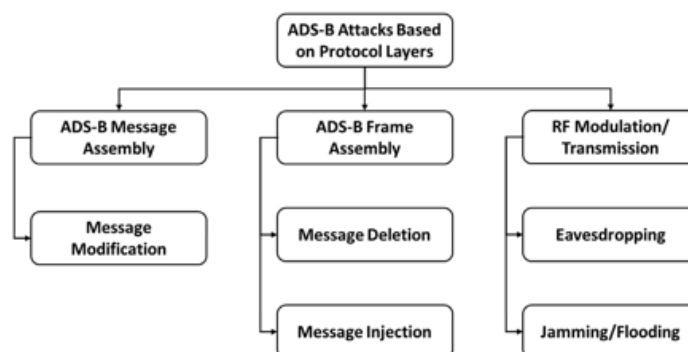 ADS-B Attacks Based
on Protocol Layers
ADS-B Message
Assembly
ADS-B Frame
Assembly
RF Modulation/
Transmission
Message
Modification
Message Deletion
Eavesdropping
Message Injection
Jamming/Flooding